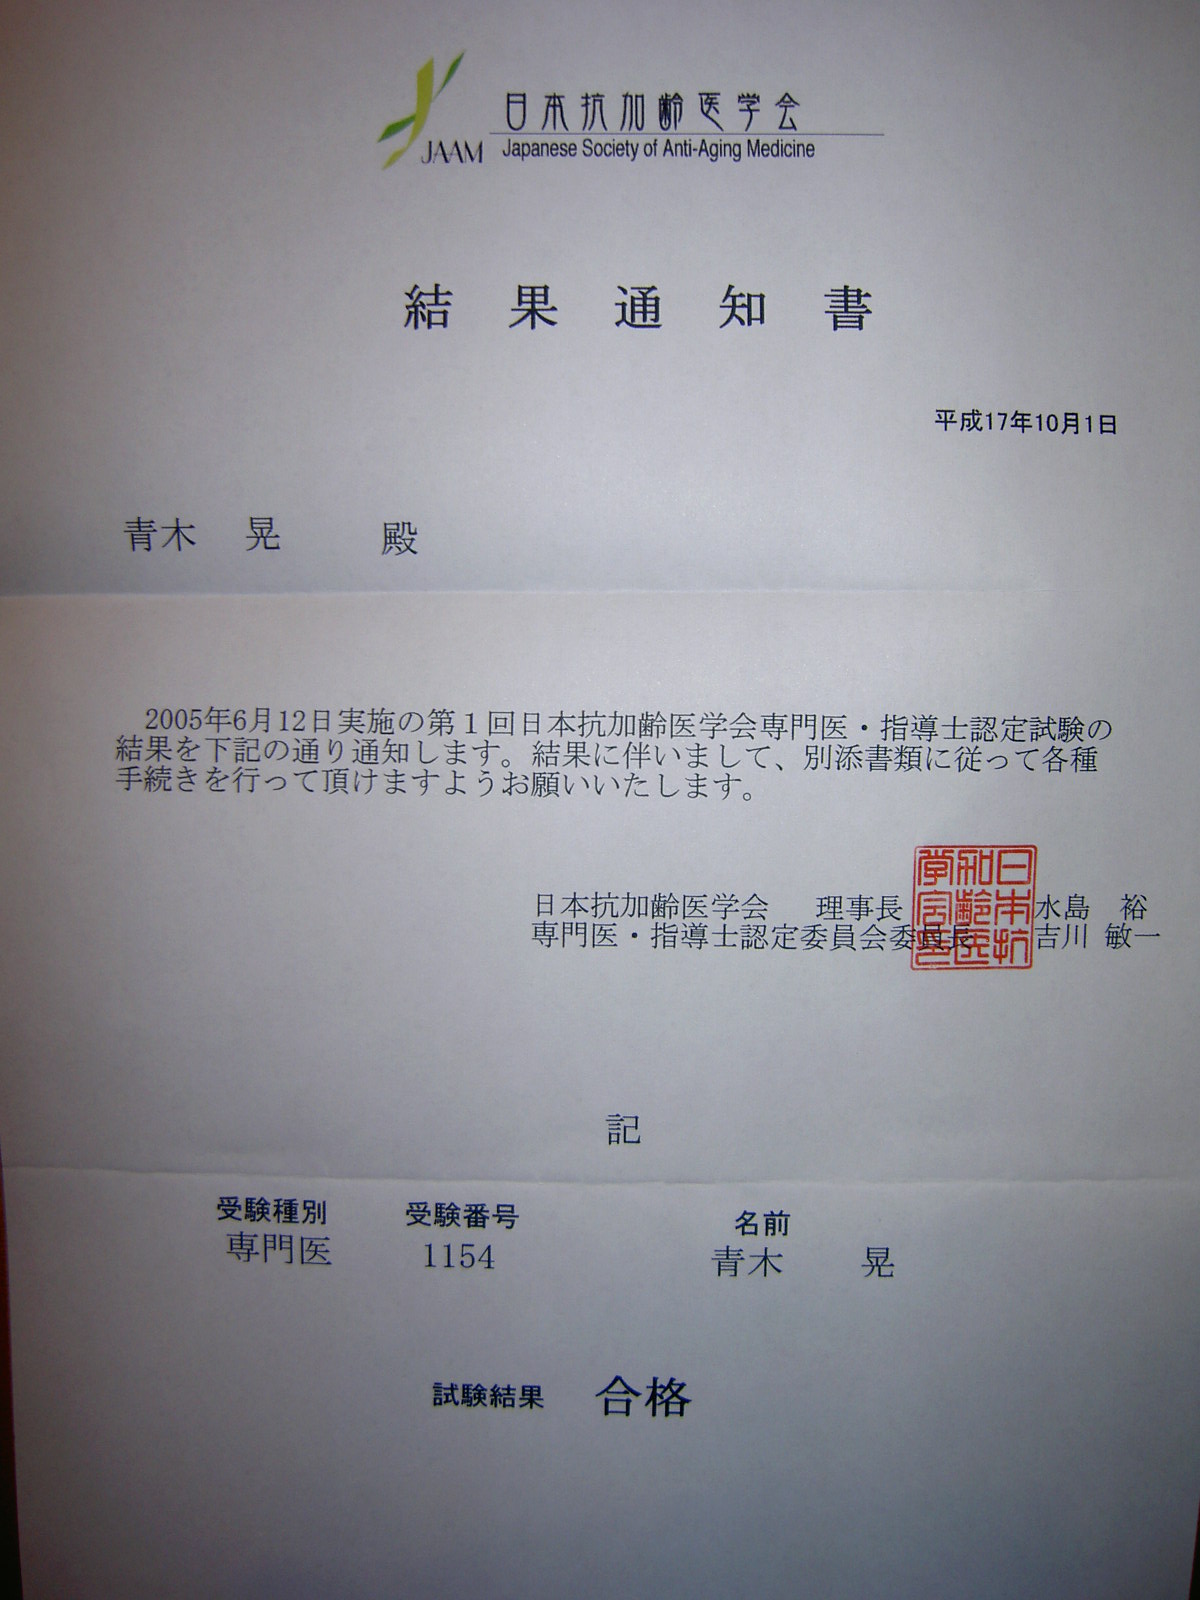 日本抗加齢医学会
JAAM Japanese Society of Anti-Aging Medicine
結果通知書
平成17年10月1日
青木 晃 殿
2005年6月12日実施の第1回日本抗加齢医学会専門医・指導士認定試験の
結果を下記の通り通知します。結果に伴いまして、別添書類に従って各種
手続きを行って頂けますようお願いいたします。
日本抗加齢医学会 理事長 水島 裕
専門医・指導士認定委員会委員長 吉川 敏一
日本抗
加齢医
学会
記
受験種別 受験番号 名前
専門医 1154 青木 晃
試験結果 合格